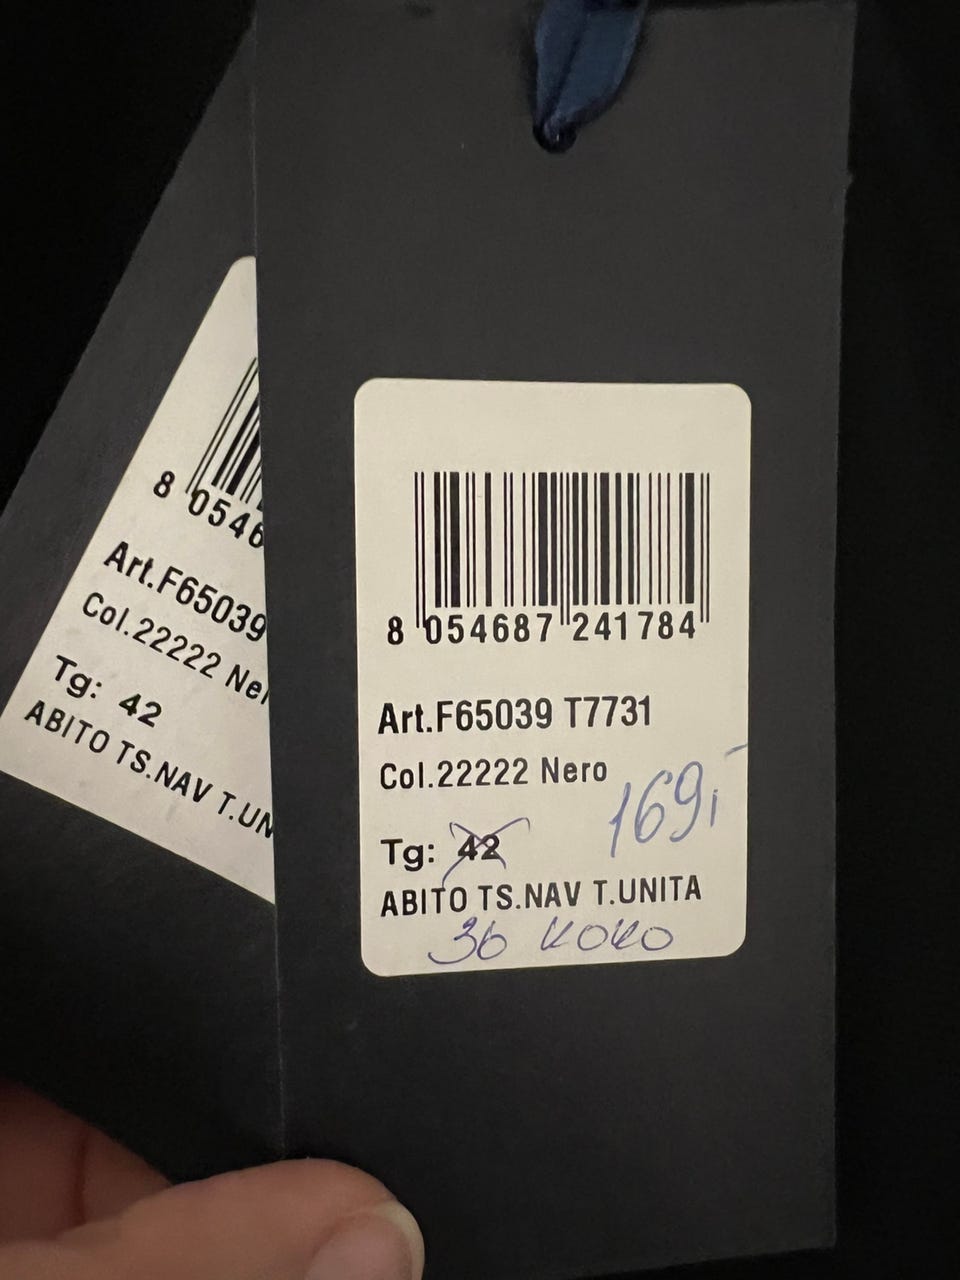 8 0546
Art.F65039
Col.22222 Ner
Tg: 42
ABITO TS.NAV T.UN
8 054687 241784
Art.F65039 T7731
Col.22222 Nero
169,-
Tg: 42
ABITO TS.NAV T.UNITA
36 коко